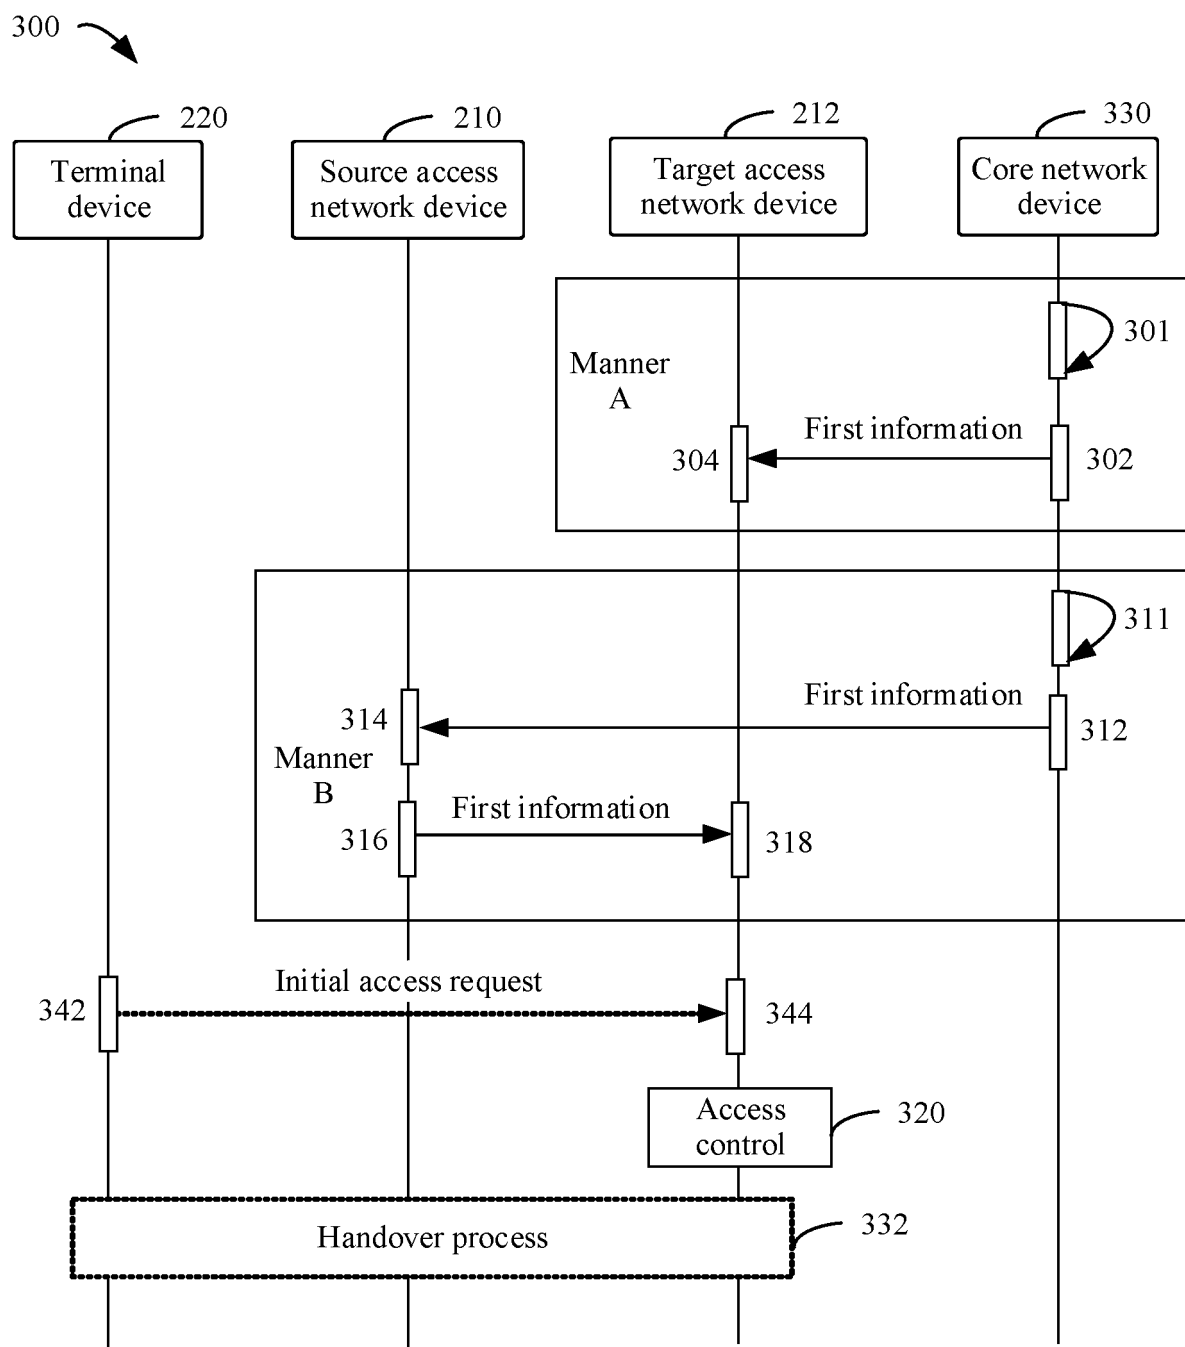 300
220
210
212
330
Terminal
device
Source access
network device
Target access
network device
Core network
device
301
Manner
A
First information
304
302
311
First information
314
312
Manner
B
First information
316
318
Initial access request
342
344
Access
control
320
Handover process
332